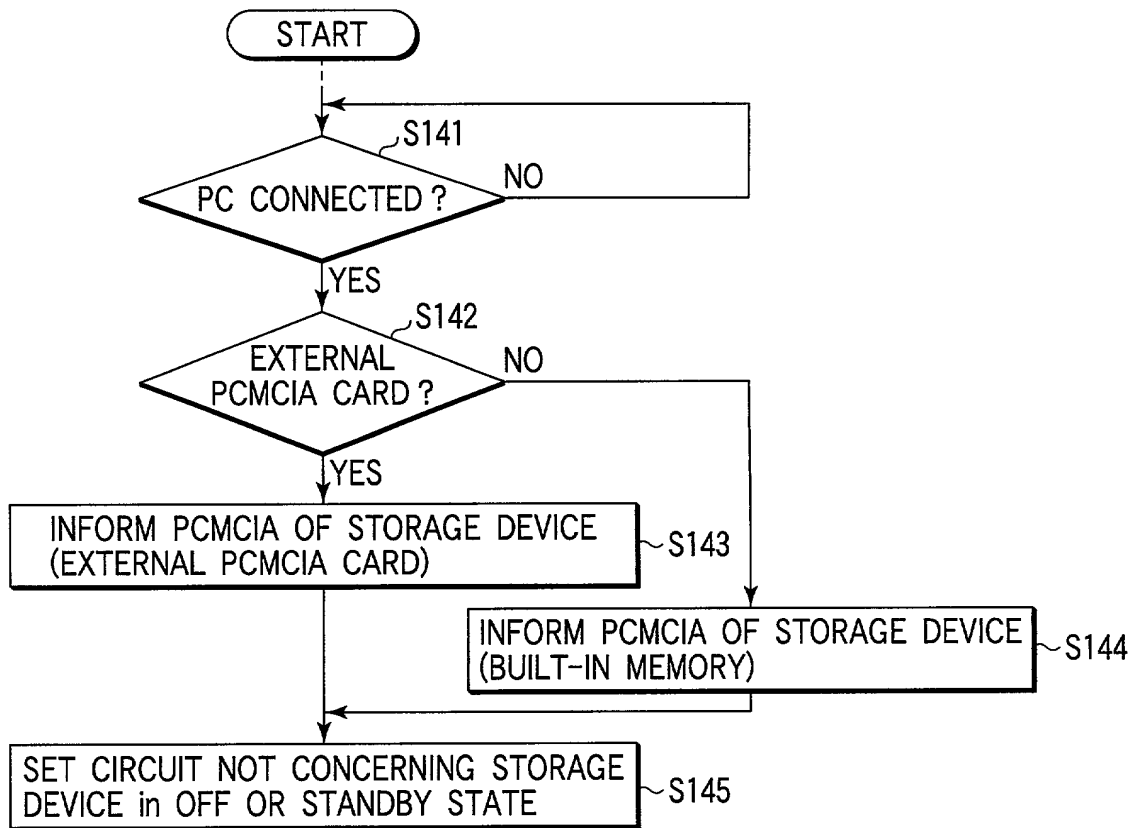 START
S141
PC CONNECTED ?
NO
YES
S142
EXTERNAL
PCMCIA CARD ?
NO
YES
INFORM PCMCIA OF STORAGE DEVICE
(EXTERNAL PCMCIA CARD)
S143
INFORM PCMCIA OF STORAGE DEVICE
(BUILT-IN MEMORY)
S144
SET CIRCUIT NOT CONCERNING STORAGE
DEVICE in OFF OR STANDBY STATE
S145